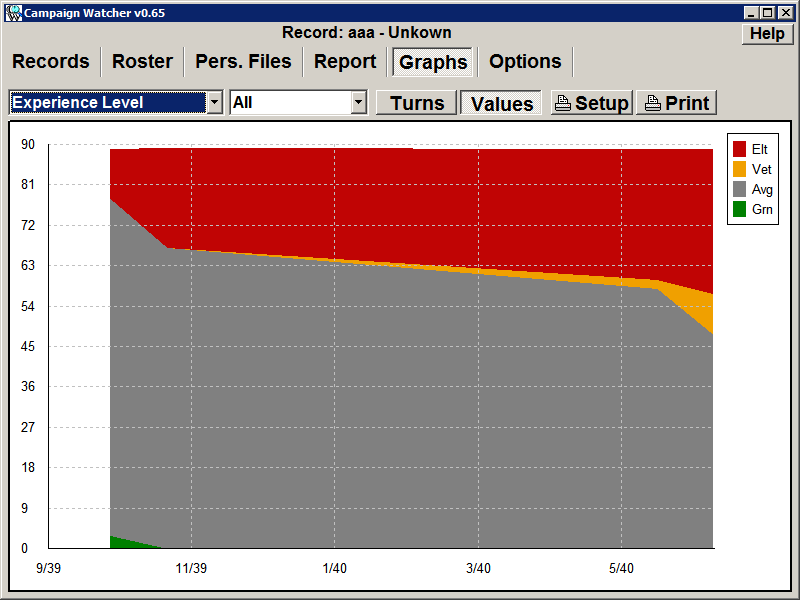 Campaign Watcher v0.65
Record: aaa - Unkown
Help
Records Roster Pers. Files Report Graphs Options
Experience Level All Turns Values Setup Print
90
81
72
63
54
45
36
27
18
9
0
9/39 11/39 1/40 3/40 5/40
Elt
Vet
Avg
Grn